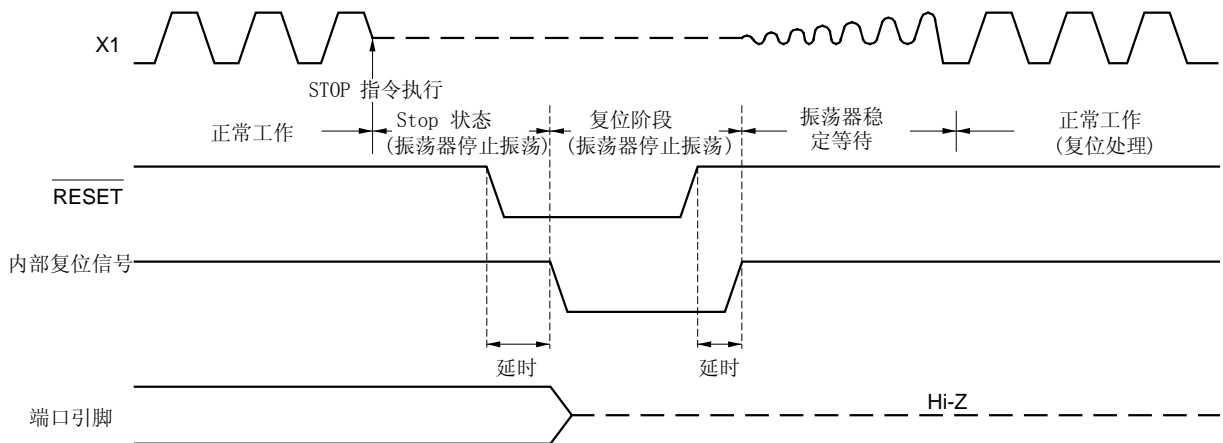 X1
STOP 指令执行
正常工作
Stop 状态
(振荡器停止振荡)
复位阶段
(振荡器停止振荡)
振荡器稳
定等待
正常工作
(复位处理)
RESET
内部复位信号
延时
延时
端口引脚
Hi-Z